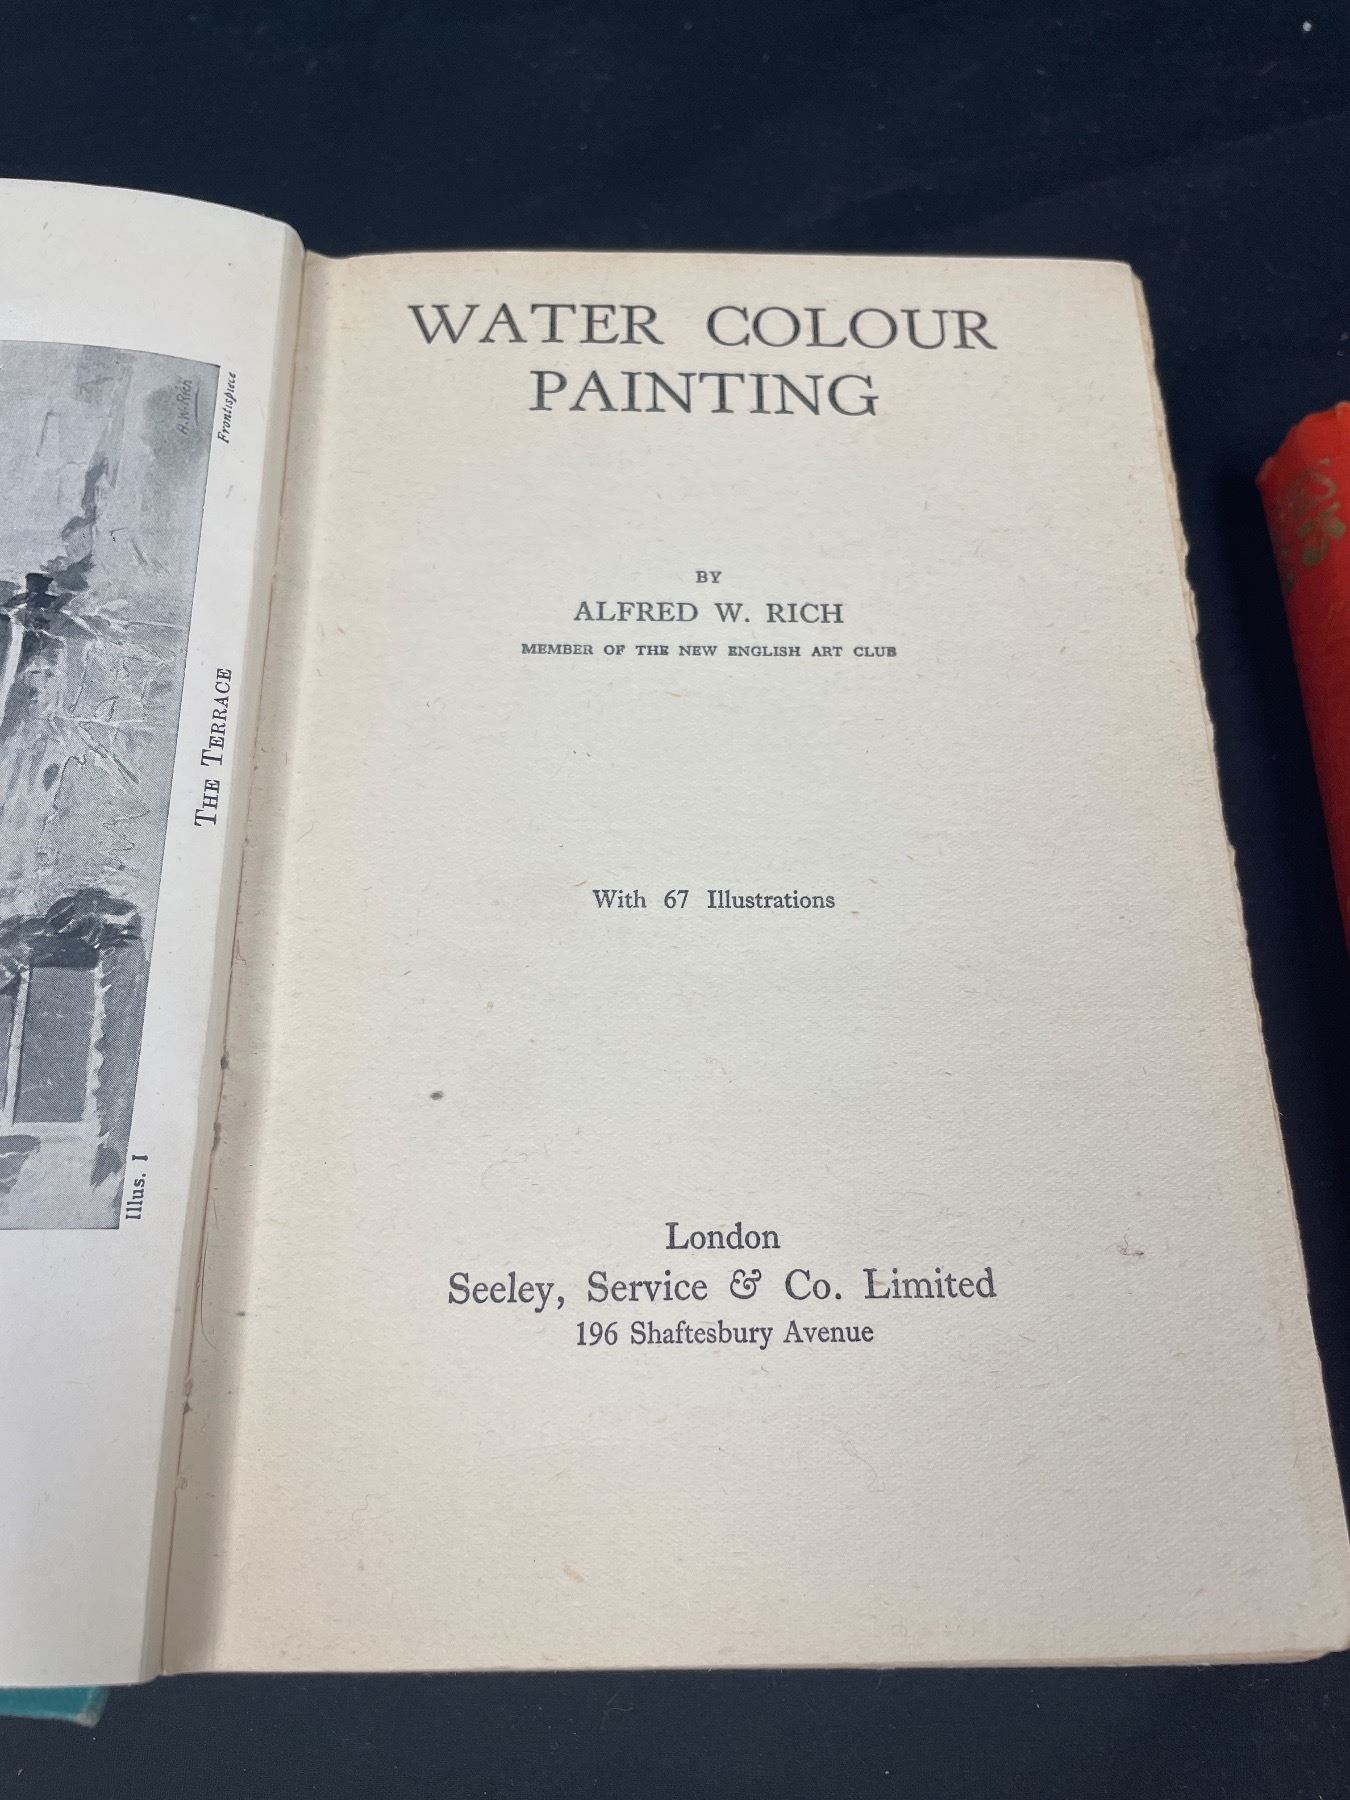 A.W. Rich
Frontispiece
THE TERRACE
Illus. I
WATER COLOUR
PAINTING
BY
ALFRED W. RICH
MEMBER OF THE NEW ENGLISH ART CLUB
With 67 Illustrations
London
Seeley, Service & Co. Limited
196 Shaftesbury Avenue